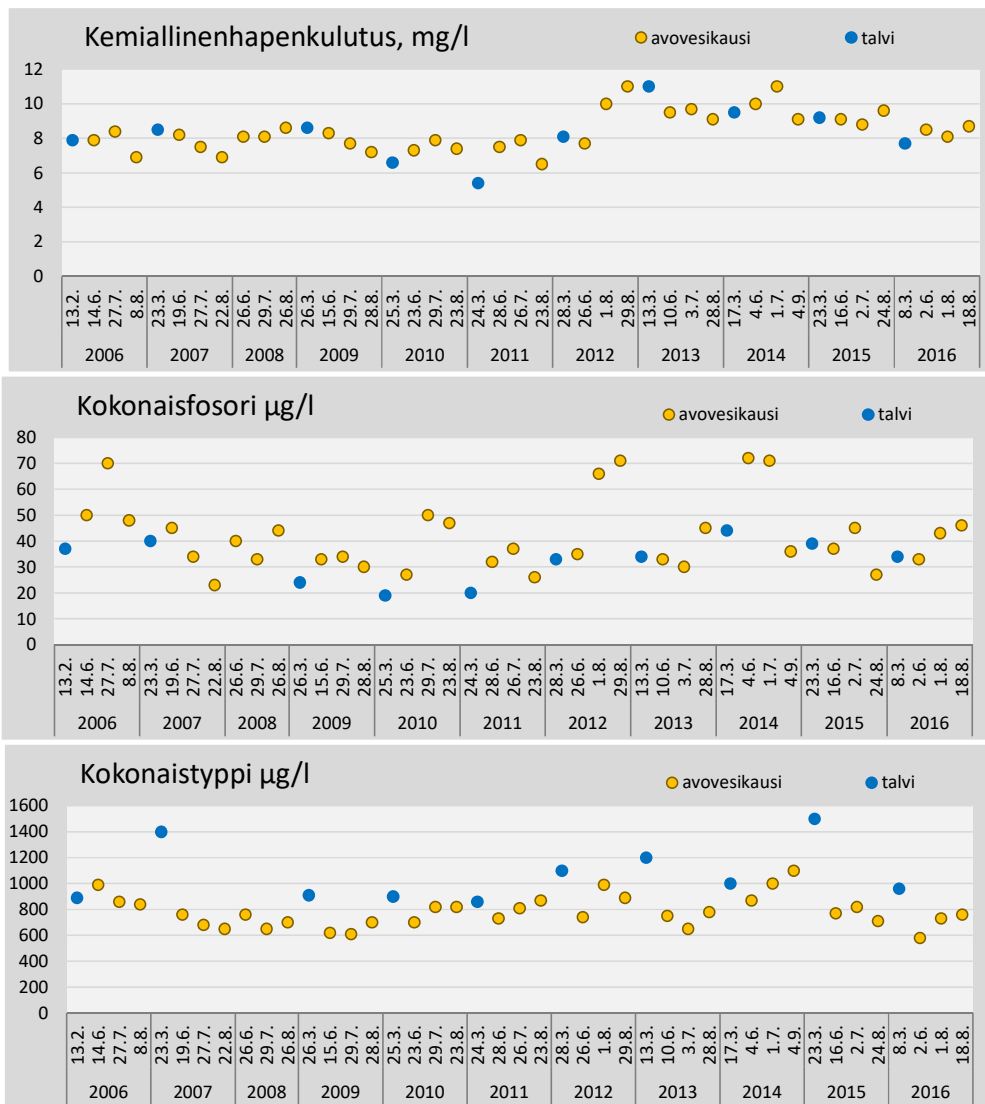 Kemiallinenhapenkulutus, mg/l
avovesikausi talvi
12
10
8
6
4
2
0
13.2. 14.6. 27.7. 8.8. 23.3. 19.6. 27.7. 22.8. 26.6. 29.7. 26.8. 26.3. 15.6. 29.7. 28.8. 25.3. 23.6. 29.7. 23.8. 24.3. 28.6. 26.7. 23.8. 28.3. 26.6. 1.8. 29.8. 13.3. 10.6. 3.7. 28.8. 17.3. 4.6. 1.7. 4.9. 23.3. 16.6. 2.7. 24.8. 8.3. 2.6. 1.8. 18.8.
2006 2007 2008 2009 2010 2011 2012 2013 2014 2015 2016
Kokonaisfosori µg/l
avovesikausi talvi
80
70
60
50
40
30
20
10
0
13.2. 14.6. 27.7. 8.8. 23.3. 19.6. 27.7. 22.8. 26.6. 29.7. 26.8. 26.3. 15.6. 29.7. 28.8. 25.3. 23.6. 29.7. 23.8. 24.3. 28.6. 26.7. 23.8. 28.3. 26.6. 1.8. 29.8. 13.3. 10.6. 3.7. 28.8. 17.3. 4.6. 1.7. 4.9. 23.3. 16.6. 2.7. 24.8. 8.3. 2.6. 1.8. 18.8.
2006 2007 2008 2009 2010 2011 2012 2013 2014 2015 2016
Kokonaistyppi µg/l
avovesikausi talvi
1600
1400
1200
1000
800
600
400
200
0
13.2. 14.6. 27.7. 8.8. 23.3. 19.6. 27.7. 22.8. 26.6. 29.7. 26.8. 26.3. 15.6. 29.7. 28.8. 25.3. 23.6. 29.7. 23.8. 24.3. 28.6. 26.7. 23.8. 28.3. 26.6. 1.8. 29.8. 13.3. 10.6. 3.7. 28.8. 17.3. 4.6. 1.7. 4.9. 23.3. 16.6. 2.7. 24.8. 8.3. 2.6. 1.8. 18.8.
2006 2007 2008 2009 2010 2011 2012 2013 2014 2015 2016